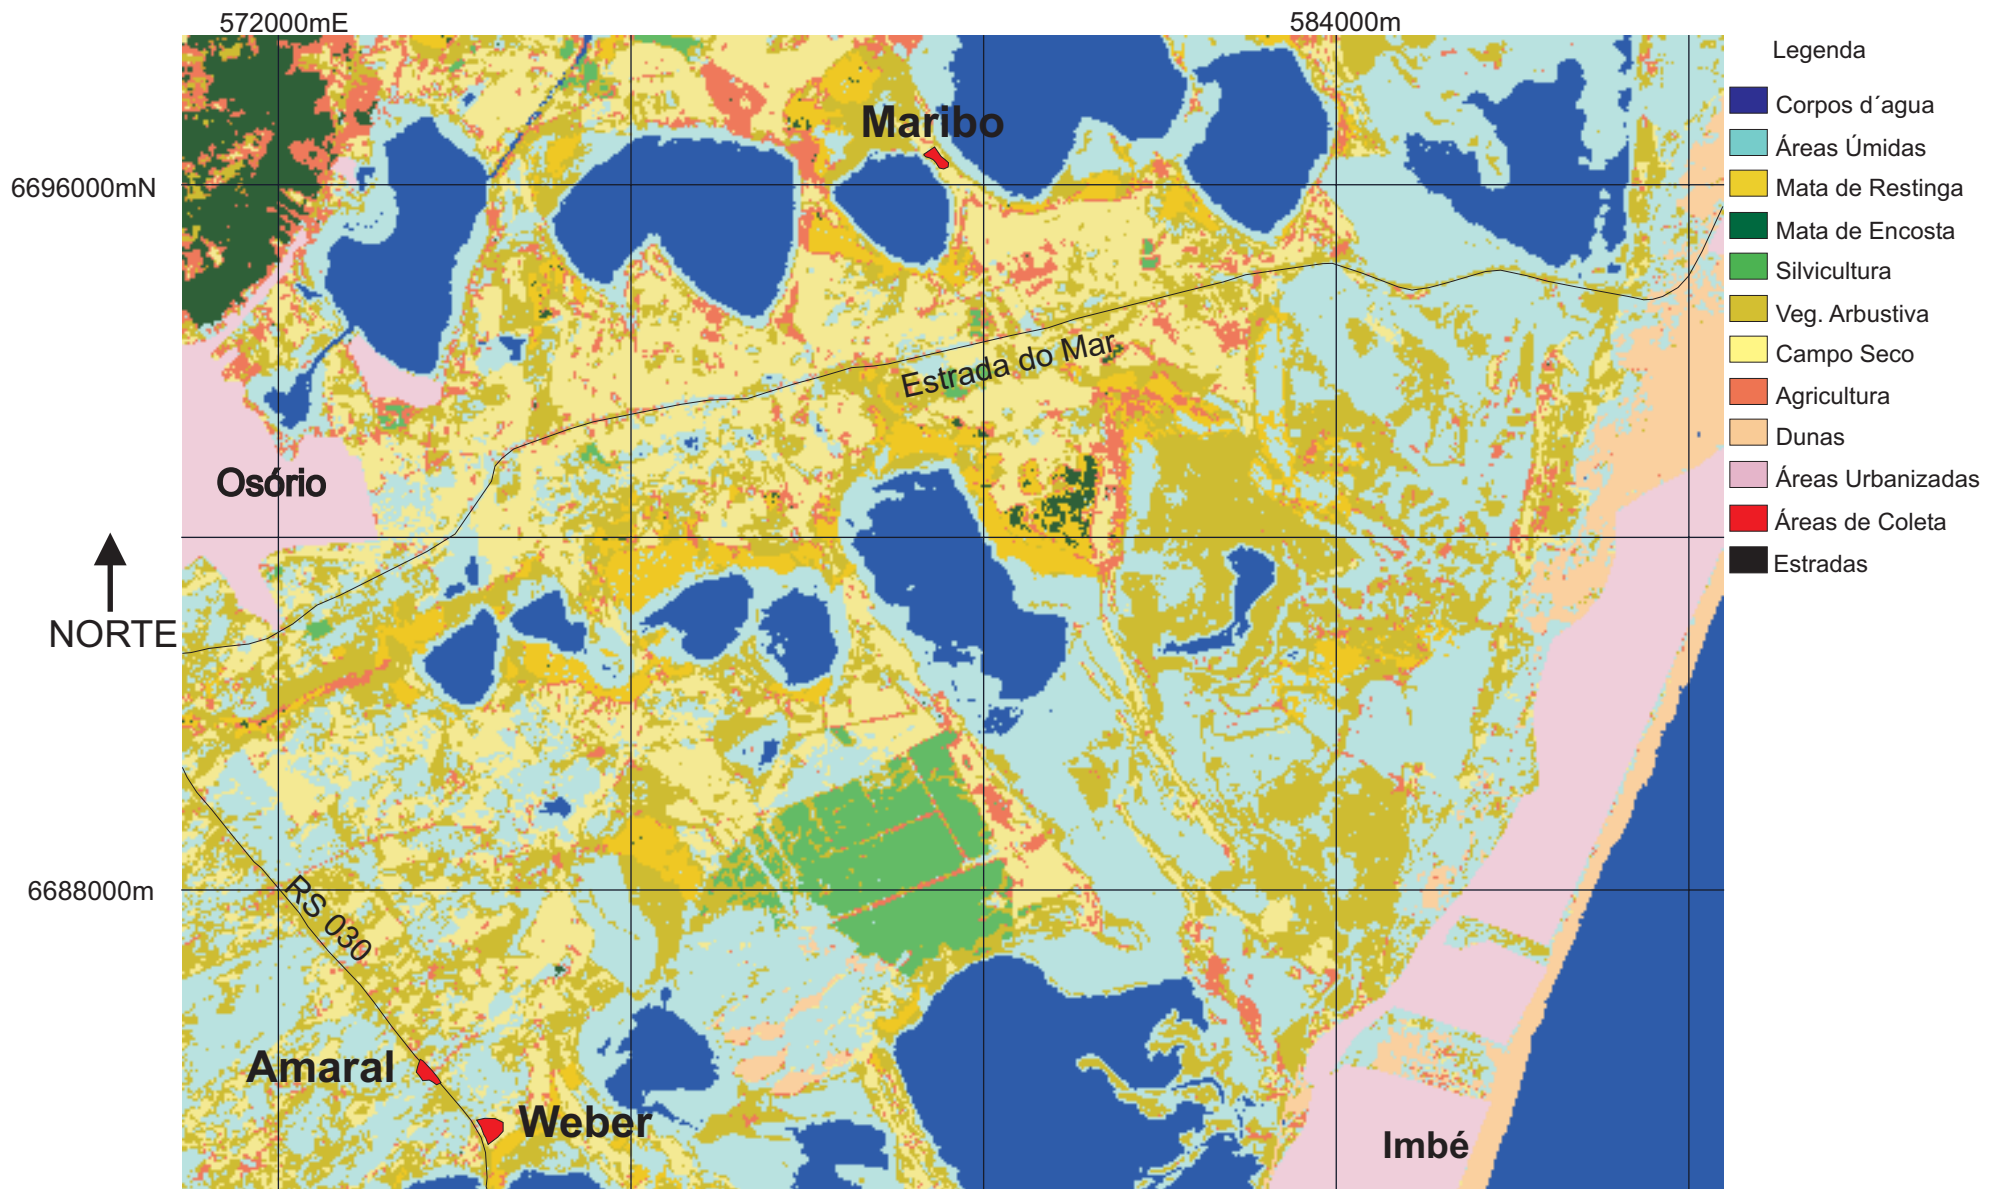 572000mE
584000m
Legenda
Corpos d´agua
Áreas Úmidas
Mata de Restinga
Mata de Encosta
Silvicultura
Veg. Arbustiva
Campo Seco
Agricultura
Dunas
Áreas Urbanizadas
Áreas de Coleta
Estradas
Maribo
6696000mN
Estrada do Mar
Osório
NORTE
6688000m
RS 030
Amaral
Weber
Imbé